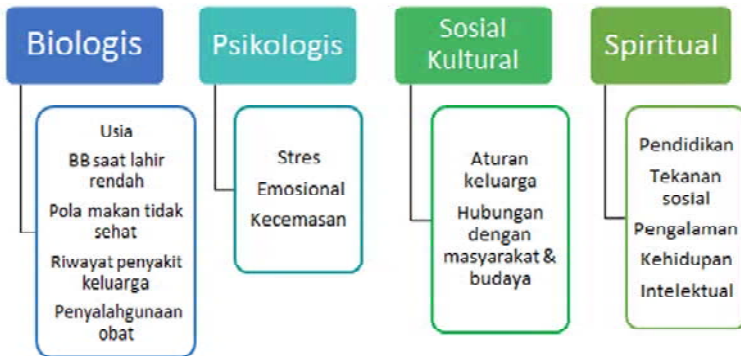 Biologis
Usia
BB saat lahir
rendah
Pola makan tidak
sehat
Riwayat penyakit
keluarga
Penyalahgunaan
obat
Psikologis
Stres
Emosional
Kecemasan
Sosial
Kultural
Aturan
keluarga
Hubungan
dengan
masyarakat &
budaya
Spiritual
Pendidikan
Tekanan
sosial
Pengalaman
Kehidupan
Intelektual